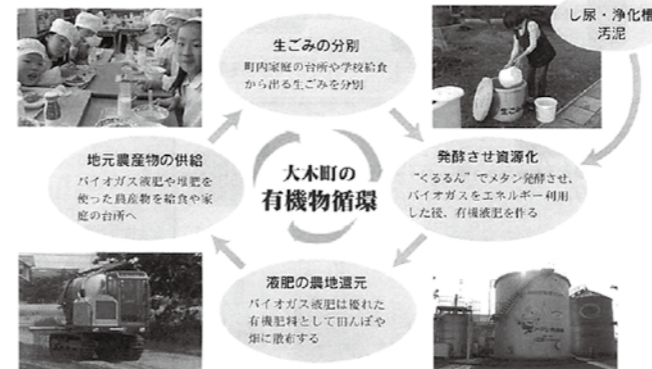 生ごみの分別
町内家庭の台所や学校給食
から出る生ごみを分別
し尿・浄化槽
汚泥
生ごみ
地元農産物の供給
バイオガス液肥や堆肥を
使った農産物を給食や家
庭の台所へ
大木町の
有機物循環
発酵させ資源化
“くるるん”でメタン発酵させ、
バイオガスをエネルギー利用
した後、有機液肥を作る
液肥の農地還元
バイオガス液肥は優れた
有機肥料として田んぼや
畑に散布する